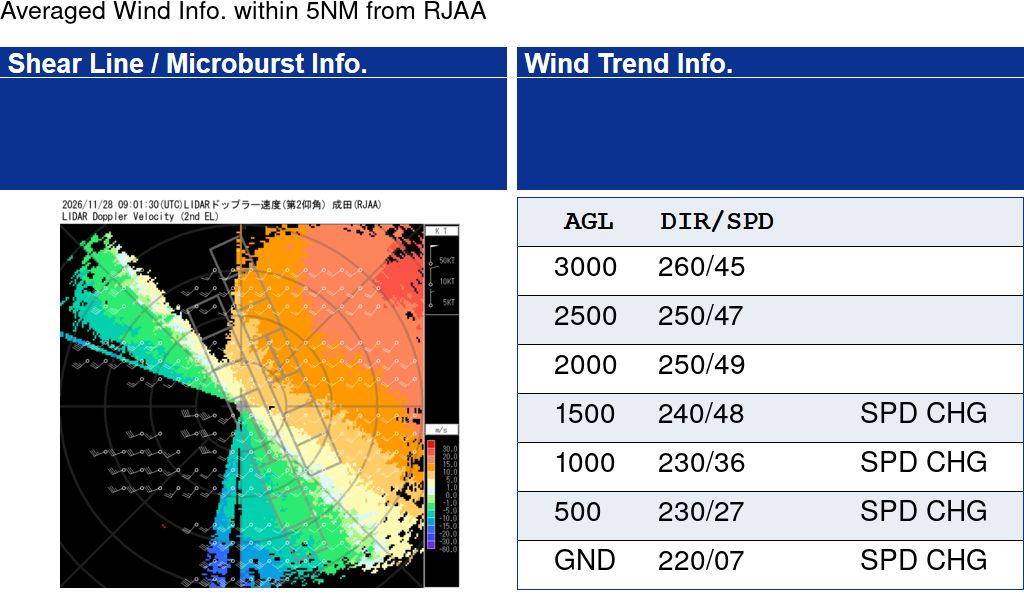 Averaged Wind Info. within 5NM from RJAA
Shear Line / Microburst Info.
Wind Trend Info.
2026/11/28 09:01:30(UTC)LIDARドップラー速度(第2仰角) 成田(RJAA)
LIDAR Doppler Velocity (2nd EL)
K T
50KT
10KT
5KT
m/s
30.0
20.0
15.0
10.0
5.0
1.0
0.0
-1.0
-5.0
-10.0
-15.0
-20.0
-30.0
-60.0
AGL DIR/SPD
3000 260/45
2500 250/47
2000 250/49
1500 240/48 SPD CHG
1000 230/36 SPD CHG
500 230/27 SPD CHG
GND 220/07 SPD CHG